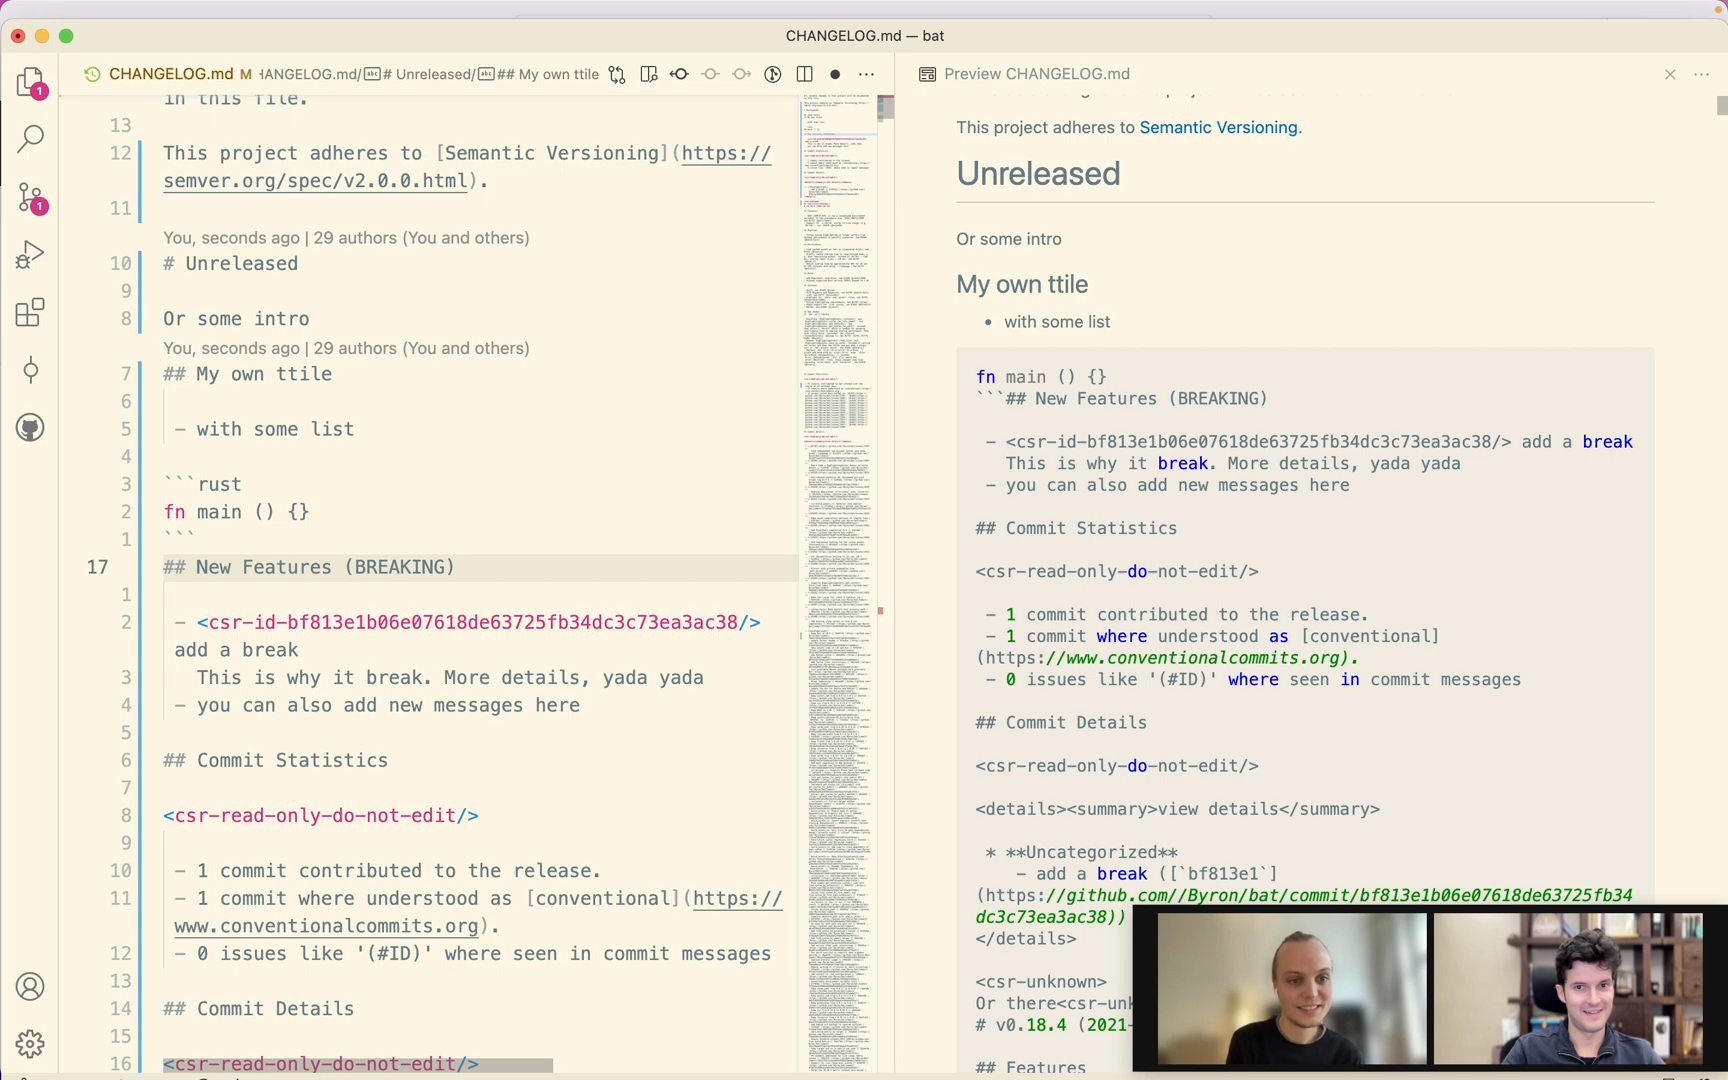 CHANGELOG.md — bat
CHANGELOG.md M
HANGELOG.md/ # Unreleased/ ## My own ttile
Preview CHANGELOG.md
1
1
in this file.
13
12 This project adheres to [Semantic Versioning](https://
semver.org/spec/v2.0.0.html).
11
You, seconds ago | 29 authors (You and others)
10 # Unreleased
9
8 Or some intro
You, seconds ago | 29 authors (You and others)
7 ## My own ttile
6
5 - with some list
4
3 ```rust
2 fn main () {}
1 ```
17 ## New Features (BREAKING)
1
2 - <csr-id-bf813e1b06e07618de63725fb34dc3c73ea3ac38/>
add a break
3 This is why it break. More details, yada yada
4 - you can also add new messages here
5
6 ## Commit Statistics
7
8 <csr-read-only-do-not-edit/>
9
10 - 1 commit contributed to the release.
11 - 1 commit where understood as [conventional](https://
www.conventionalcommits.org).
12 - 0 issues like '(#ID)' where seen in commit messages
13
14 ## Commit Details
15
16 <csr-read-only-do-not-edit/>
This project adheres to Semantic Versioning.
Unreleased
Or some intro
My own ttile
• with some list
fn main () {}
```## New Features (BREAKING)
- <csr-id-bf813e1b06e07618de63725fb34dc3c73ea3ac38/> add a break
This is why it break. More details, yada yada
- you can also add new messages here
## Commit Statistics
<csr-read-only-do-not-edit/>
- 1 commit contributed to the release.
- 1 commit where understood as [conventional]
(https://www.conventionalcommits.org).
- 0 issues like '(#ID)' where seen in commit messages
## Commit Details
<csr-read-only-do-not-edit/>
<details><summary>view details</summary>
* **Uncategorized**
- add a break ([`bf813e1`]
(https://github.com//Byron/bat/commit/bf813e1b06e07618de63725fb34
dc3c73ea3ac38))
</details>
<csr-unknown>
Or there<csr-unk
# v0.18.4 (2021-
## Features